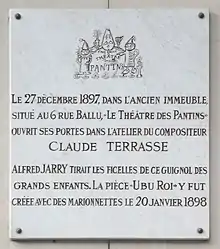 THÉATRE
DES
PANTINS
LE 27 DÉCEMBRE 1897, DANS L'ANCIEN IMMEUBLE,
SITUÉ AU 6 RUE BALLU, «LE THÉÂTRE DES PANTINS»
OUVRIT SES PORTES DANS L'ATELIER DU COMPOSITEUR
CLAUDE TERRASSE
ALFRED JARRY TIRAIT LES FICELLES DE CE GUIGNOL DES
GRANDS ENFANTS. LA PIÈCE «UBU ROI» Y FUT
CRÉÉE AVEC DES MARIONNETTES LE 20 JANVIER 1898